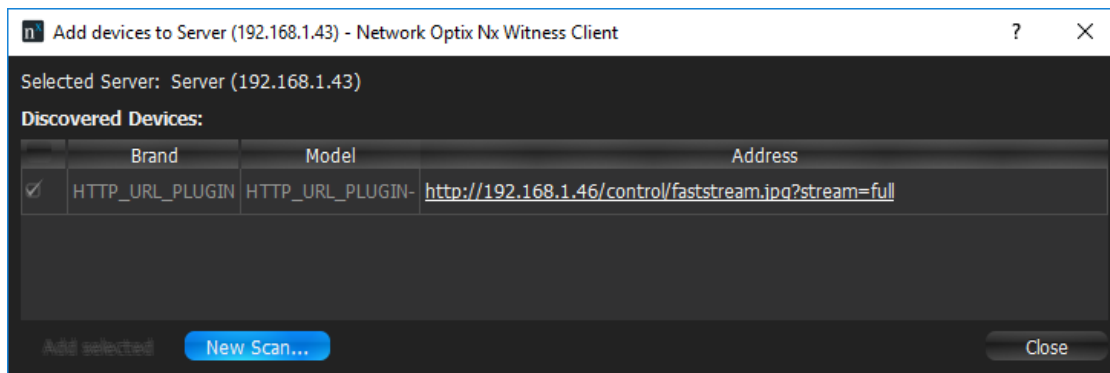 nx Add devices to Server (192.168.1.43) - Network Optix Nx Witness Client ? ×
Selected Server: Server (192.168.1.43)
Discovered Devices:
Brand Model Address
HTTP_URL_PLUGIN HTTP_URL_PLUGIN- http://192.168.1.46/control/faststream.jpg?stream=full
Add selected New Scan... Close